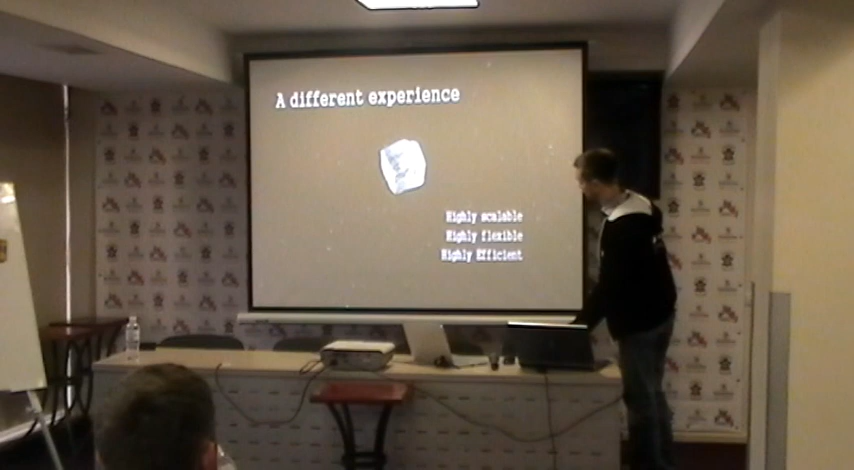 A different experience
Highly scalable
Highly flexible
Highly Efficient